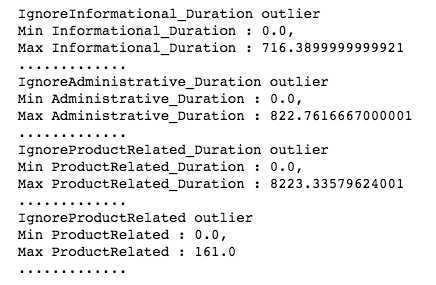 IgnoreInformational_Duration outlier
Min Informational_Duration : 0.0,
Max Informational_Duration : 716.3899999999921
.............
IgnoreAdministrative_Duration outlier
Min Administrative_Duration : 0.0,
Max Administrative_Duration : 822.7616667000001
.............
IgnoreProductRelated_Duration outlier
Min ProductRelated_Duration : 0.0,
Max ProductRelated_Duration : 8223.33579624001
.............
IgnoreProductRelated outlier
Min ProductRelated : 0.0,
Max ProductRelated : 161.0
.............